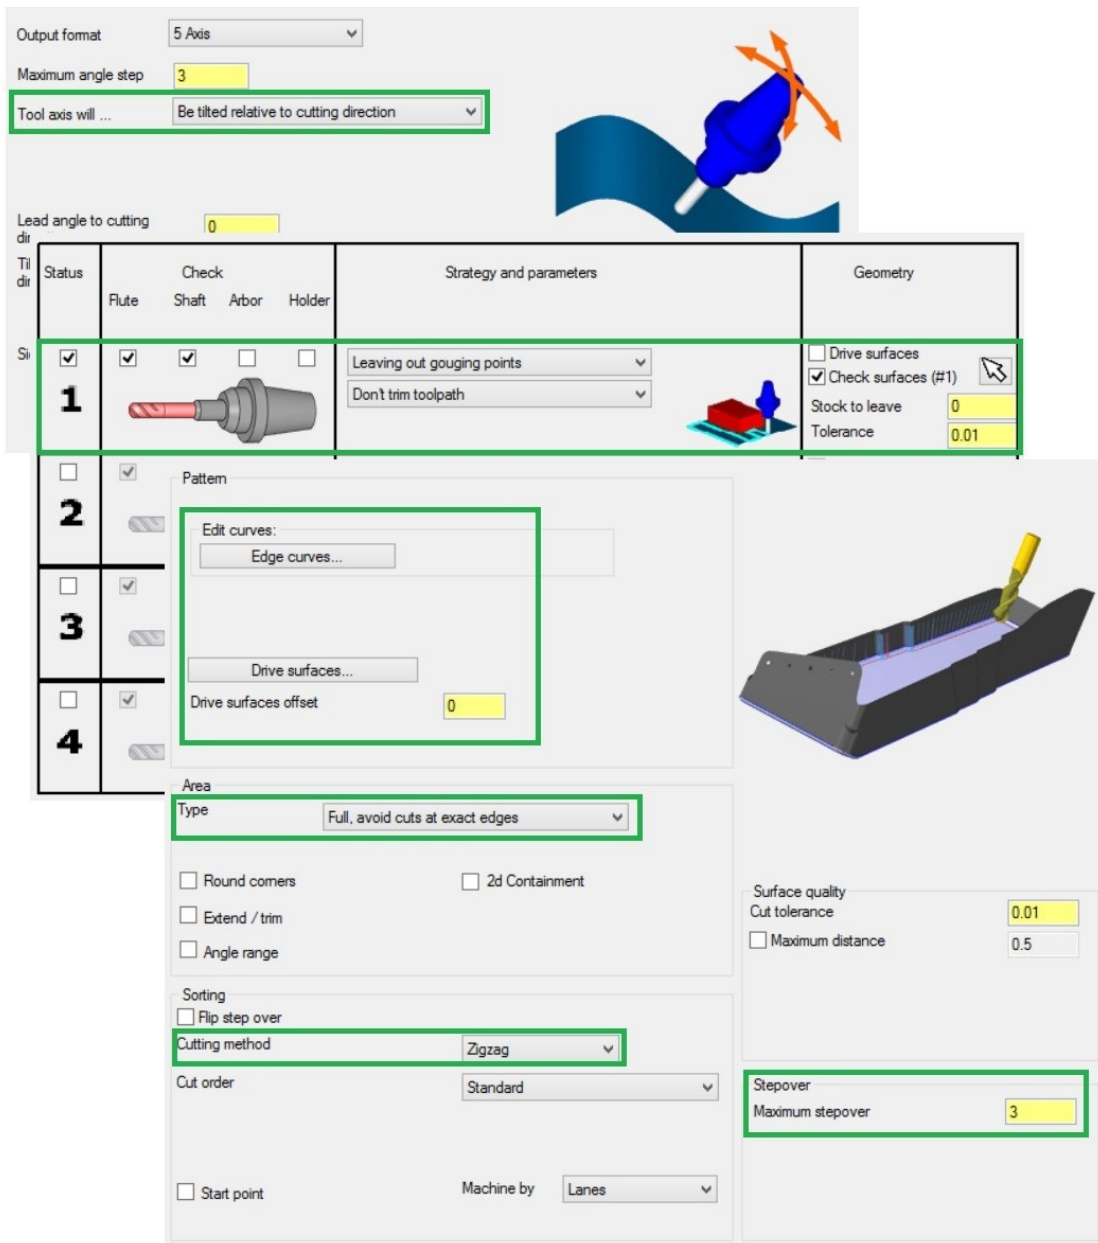 Output format 5 Axis
Maximum angle step 3
Tool axis will ... Be tilted relative to cutting direction
Lead angle to cutting 0
Status Check Strategy and parameters Geometry
Flute Shaft Arbor Holder
1 Leaving out gouging points Drive surfaces
Don't trim toolpath Check surfaces (#1)
Stock to leave 0
Tolerance 0.01
2
3
4
Pattern
Edit curves:
Edge curves...
Drive surfaces...
Drive surfaces offset 0
Area
Type Full, avoid cuts at exact edges
Round corners 2d Containment
Extend / trim
Angle range
Surface quality
Cut tolerance 0.01
Maximum distance 0.5
Sorting
Flip step over
Cutting method Zigzag
Cut order Standard
Stepover
Maximum stepover 3
Start point Machine by Lanes